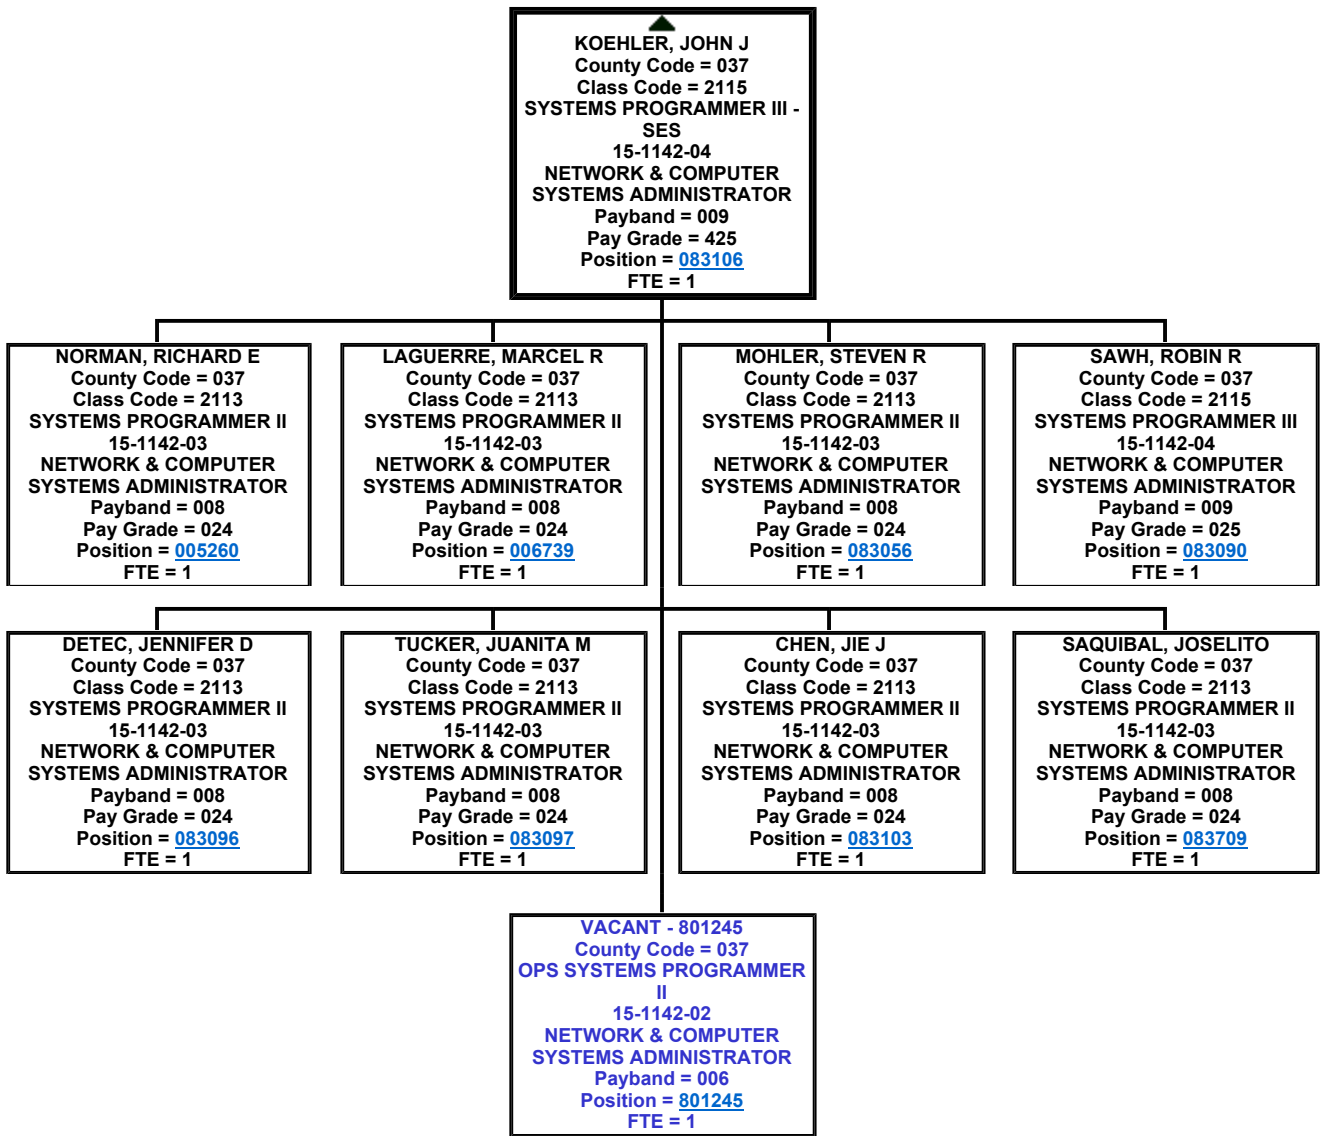 KOEHLER, JOHN J
County Code = 037
Class Code = 2115
SYSTEMS PROGRAMMER III -
SES
15-1142-04
NETWORK & COMPUTER
SYSTEMS ADMINISTRATOR
Payband = 009
Pay Grade = 425
Position = 083106
FTE = 1
NORMAN, RICHARD E
County Code = 037
Class Code = 2113
SYSTEMS PROGRAMMER II
15-1142-03
NETWORK & COMPUTER
SYSTEMS ADMINISTRATOR
Payband = 008
Pay Grade = 024
Position = 005260
FTE = 1
LAGUERRE, MARCEL R
County Code = 037
Class Code = 2113
SYSTEMS PROGRAMMER II
15-1142-03
NETWORK & COMPUTER
SYSTEMS ADMINISTRATOR
Payband = 008
Pay Grade = 024
Position = 006739
FTE = 1
MOHLER, STEVEN R
County Code = 037
Class Code = 2113
SYSTEMS PROGRAMMER II
15-1142-03
NETWORK & COMPUTER
SYSTEMS ADMINISTRATOR
Payband = 008
Pay Grade = 024
Position = 083056
FTE = 1
SAWH, ROBIN R
County Code = 037
Class Code = 2115
SYSTEMS PROGRAMMER III
15-1142-04
NETWORK & COMPUTER
SYSTEMS ADMINISTRATOR
Payband = 009
Pay Grade = 025
Position = 083090
FTE = 1
DETEC, JENNIFER D
County Code = 037
Class Code = 2113
SYSTEMS PROGRAMMER II
15-1142-03
NETWORK & COMPUTER
SYSTEMS ADMINISTRATOR
Payband = 008
Pay Grade = 024
Position = 083096
FTE = 1
TUCKER, JUANITA M
County Code = 037
Class Code = 2113
SYSTEMS PROGRAMMER II
15-1142-03
NETWORK & COMPUTER
SYSTEMS ADMINISTRATOR
Payband = 008
Pay Grade = 024
Position = 083097
FTE = 1
CHEN, JIE J
County Code = 037
Class Code = 2113
SYSTEMS PROGRAMMER II
15-1142-03
NETWORK & COMPUTER
SYSTEMS ADMINISTRATOR
Payband = 008
Pay Grade = 024
Position = 083103
FTE = 1
SAQUIBAL, JOSELITO
County Code = 037
Class Code = 2113
SYSTEMS PROGRAMMER II
15-1142-03
NETWORK & COMPUTER
SYSTEMS ADMINISTRATOR
Payband = 008
Pay Grade = 024
Position = 083709
FTE = 1
VACANT - 801245
County Code = 037
OPS SYSTEMS PROGRAMMER
II
15-1142-02
NETWORK & COMPUTER
SYSTEMS ADMINISTRATOR
Payband = 006
Position = 801245
FTE = 1